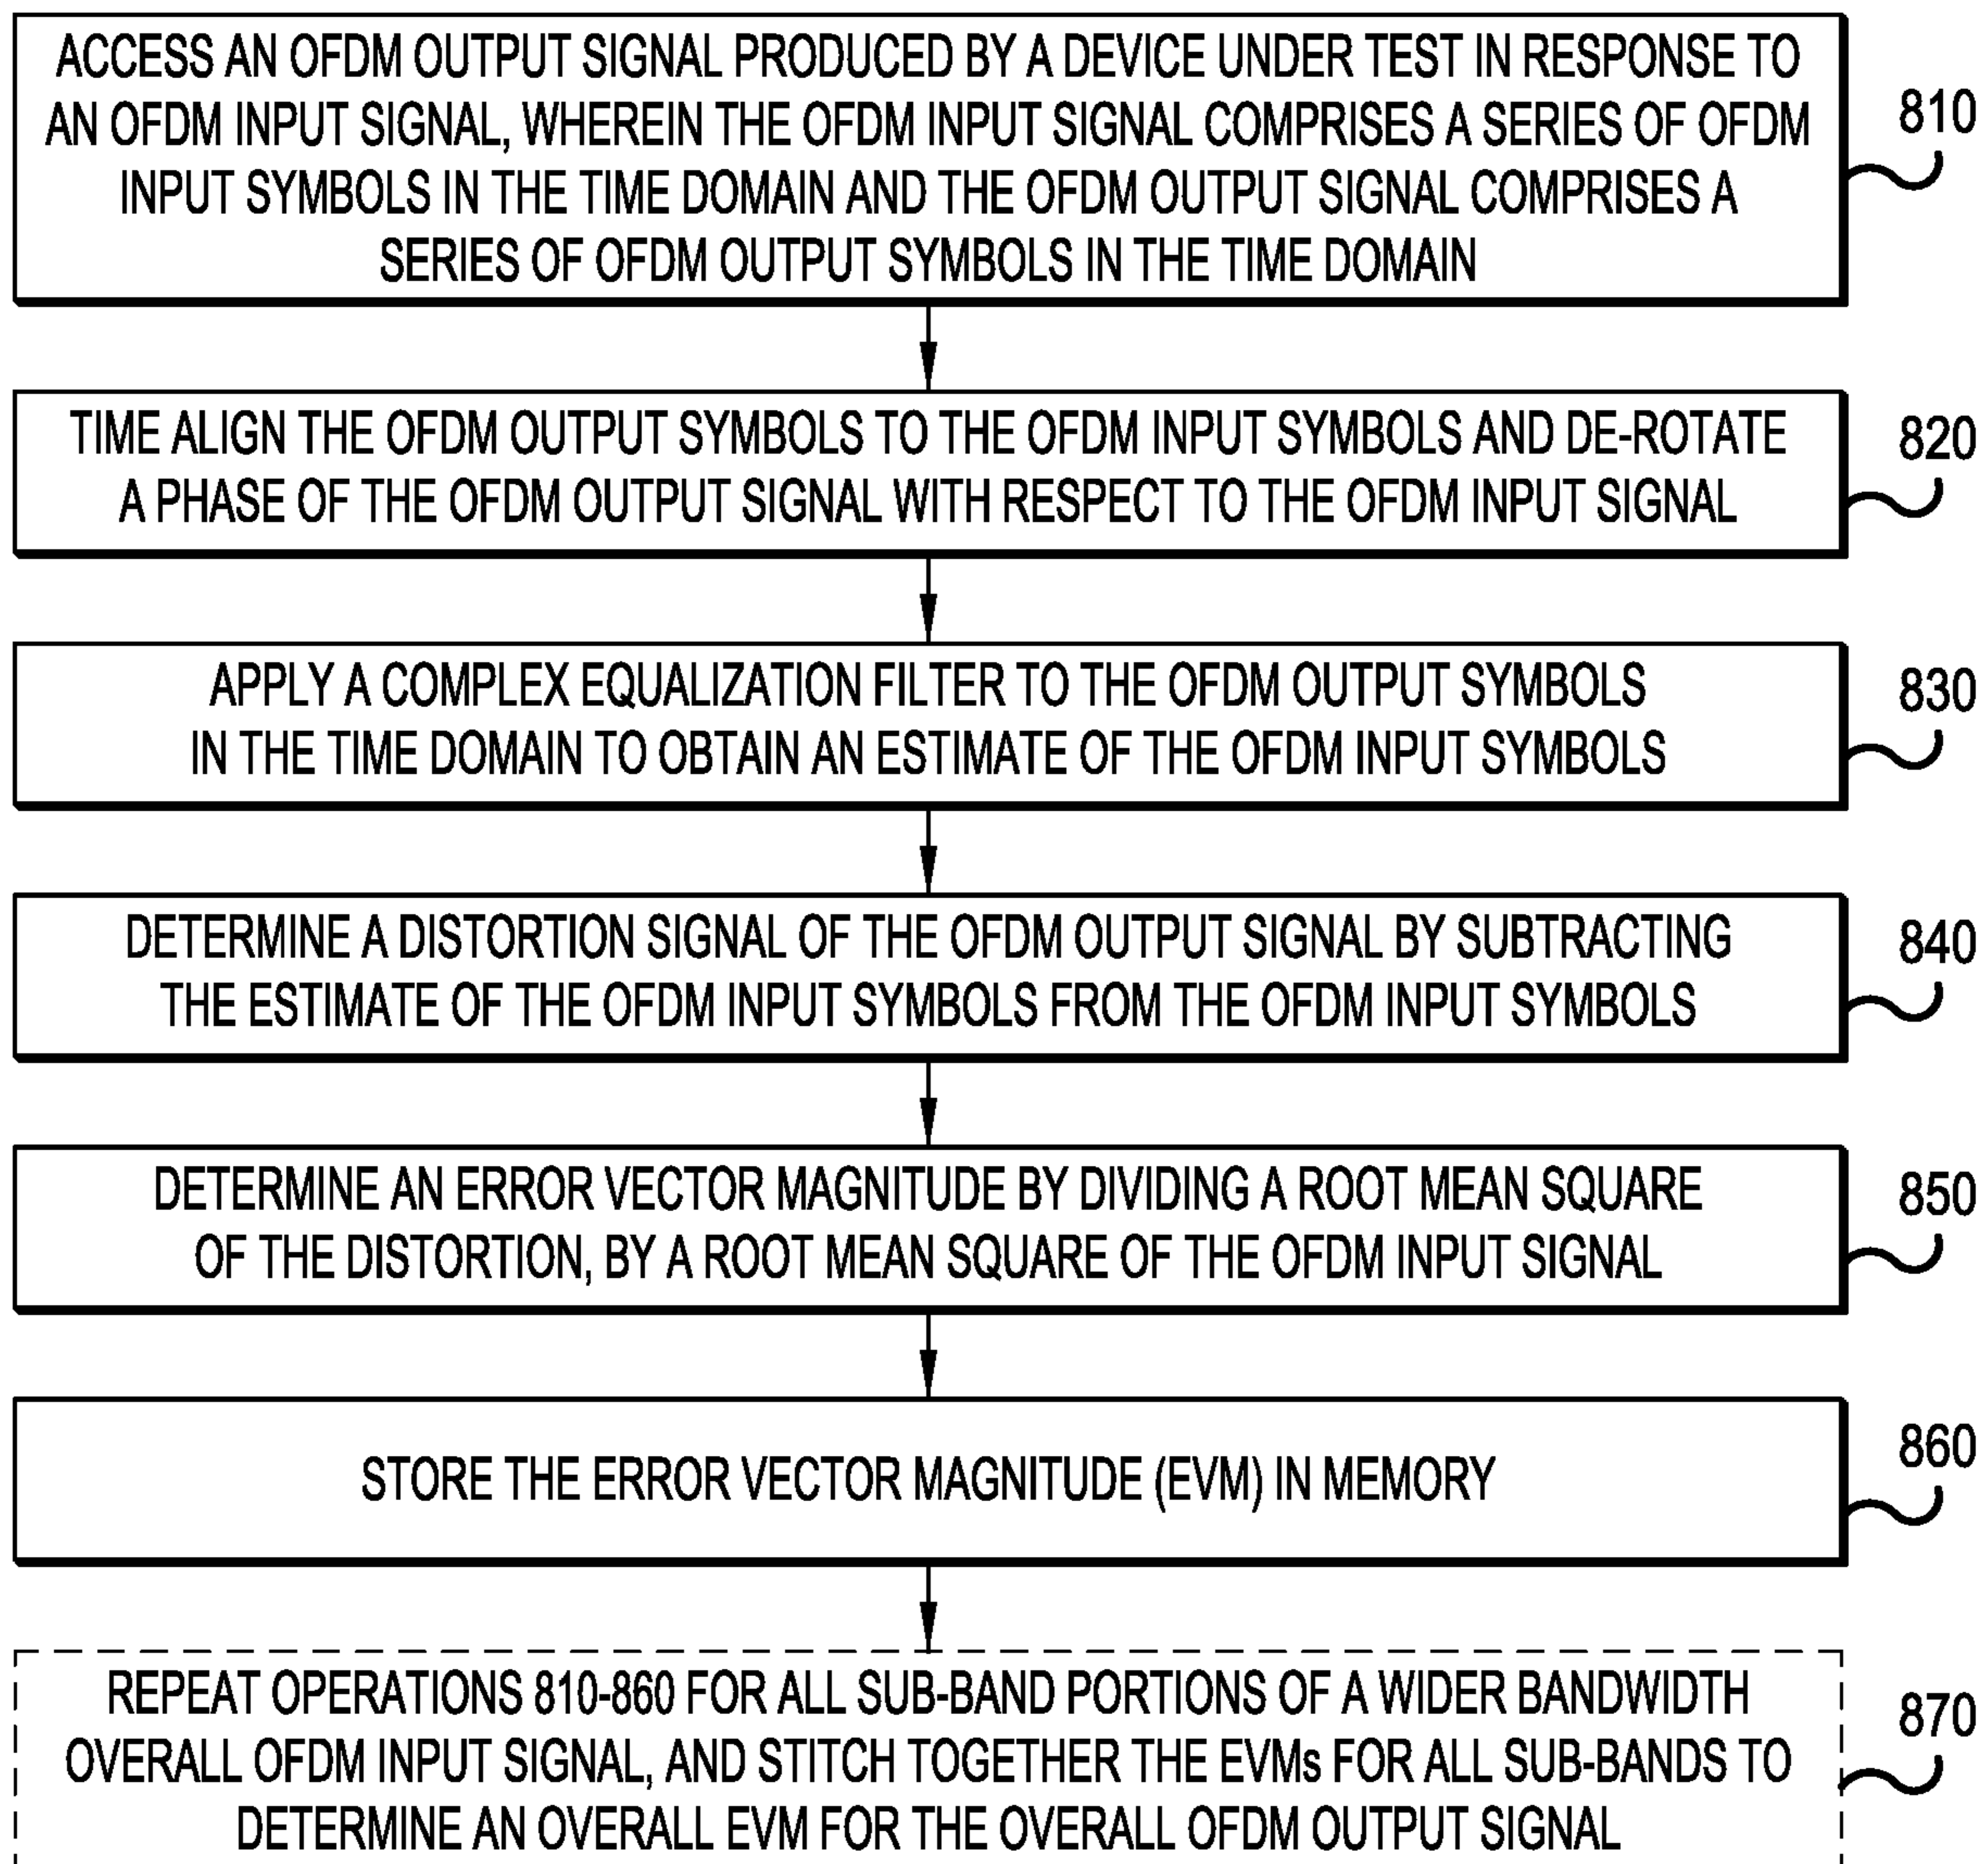 ACCESS AN OFDM OUTPUT SIGNAL PRODUCED BY A DEVICE UNDER TEST IN RESPONSE TO
AN OFDM INPUT SIGNAL, WHEREIN THE OFDM INPUT SIGNAL COMPRISES A SERIES OF OFDM
INPUT SYMBOLS IN THE TIME DOMAIN AND THE OFDM OUTPUT SIGNAL COMPRISES A
SERIES OF OFDM OUTPUT SYMBOLS IN THE TIME DOMAIN
810
TIME ALIGN THE OFDM OUTPUT SYMBOLS TO THE OFDM INPUT SYMBOLS AND DE-ROTATE
A PHASE OF THE OFDM OUTPUT SIGNAL WITH RESPECT TO THE OFDM INPUT SIGNAL
820
APPLY A COMPLEX EQUALIZATION FILTER TO THE OFDM OUTPUT SYMBOLS
IN THE TIME DOMAIN TO OBTAIN AN ESTIMATE OF THE OFDM INPUT SYMBOLS
830
DETERMINE A DISTORTION SIGNAL OF THE OFDM OUTPUT SIGNAL BY SUBTRACTING
THE ESTIMATE OF THE OFDM INPUT SYMBOLS FROM THE OFDM INPUT SYMBOLS
840
DETERMINE AN ERROR VECTOR MAGNITUDE BY DIVIDING A ROOT MEAN SQUARE
OF THE DISTORTION, BY A ROOT MEAN SQUARE OF THE OFDM INPUT SIGNAL
850
STORE THE ERROR VECTOR MAGNITUDE (EVM) IN MEMORY
860
REPEAT OPERATIONS 810-860 FOR ALL SUB-BAND PORTIONS OF A WIDER BANDWIDTH
OVERALL OFDM INPUT SIGNAL, AND STITCH TOGETHER THE EVMs FOR ALL SUB-BANDS TO
DETERMINE AN OVERALL EVM FOR THE OVERALL OFDM OUTPUT SIGNAL
870